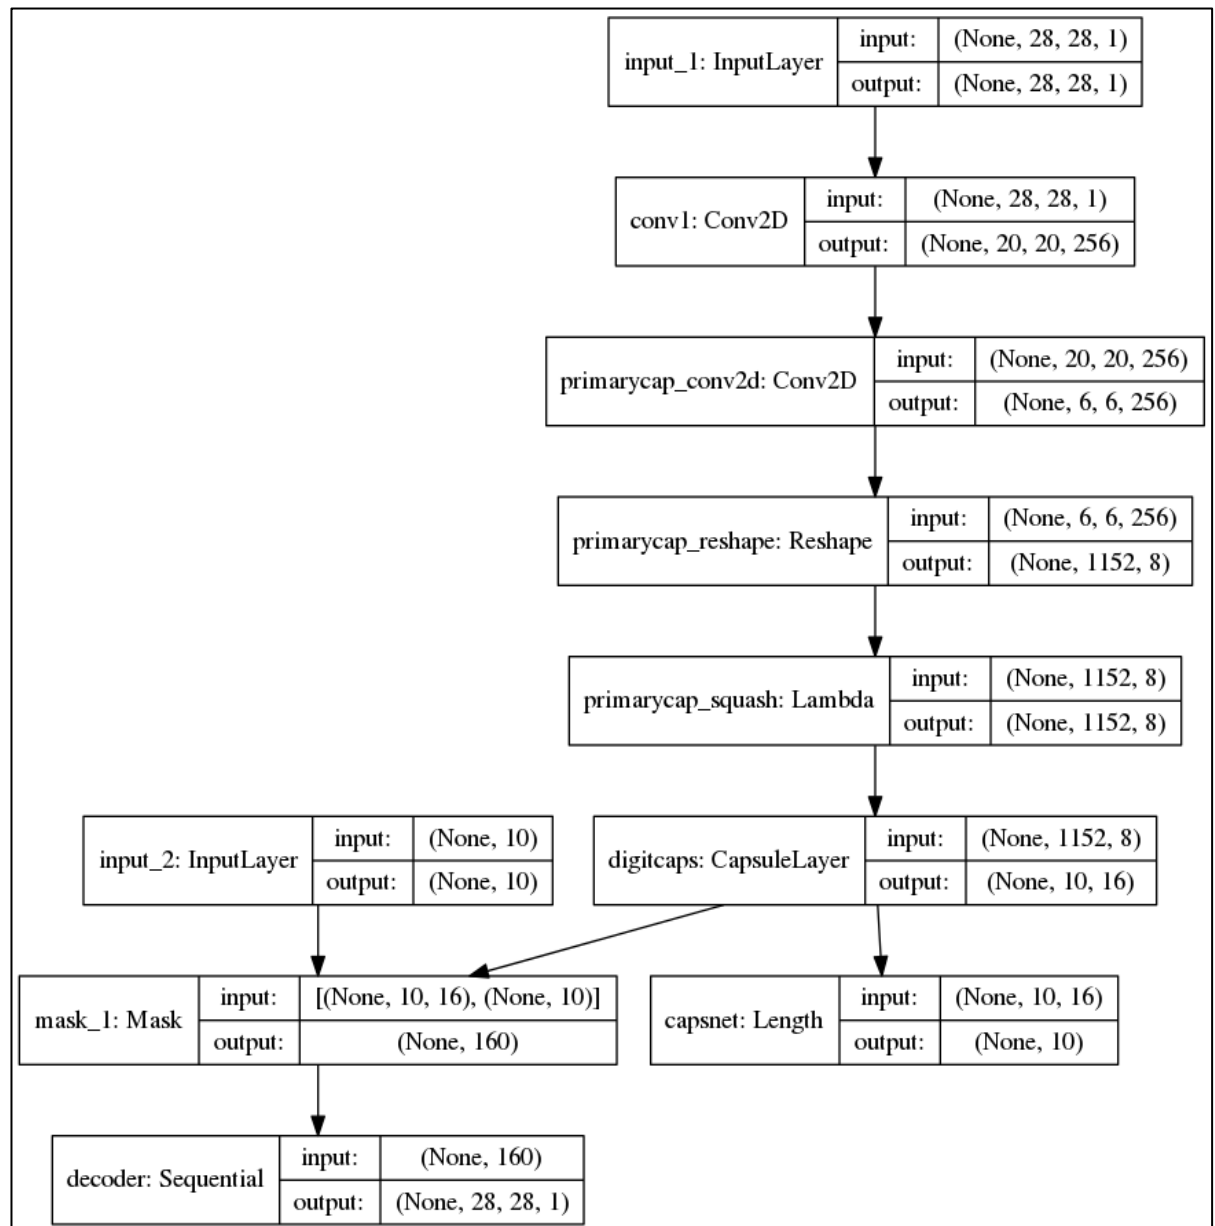 input_1: InputLayer
input: (None, 28, 28, 1)
output: (None, 28, 28, 1)
conv1: Conv2D
input: (None, 28, 28, 1)
output: (None, 20, 20, 256)
primarycap_conv2d: Conv2D
input: (None, 20, 20, 256)
output: (None, 6, 6, 256)
primarycap_reshape: Reshape
input: (None, 6, 6, 256)
output: (None, 1152, 8)
primarycap_squash: Lambda
input: (None, 1152, 8)
output: (None, 1152, 8)
input_2: InputLayer
input: (None, 10)
output: (None, 10)
digitcaps: CapsuleLayer
input: (None, 1152, 8)
output: (None, 10, 16)
mask_1: Mask
input: [(None, 10, 16), (None, 10)]
output: (None, 160)
capsnet: Length
input: (None, 10, 16)
output: (None, 10)
decoder: Sequential
input: (None, 160)
output: (None, 28, 28, 1)